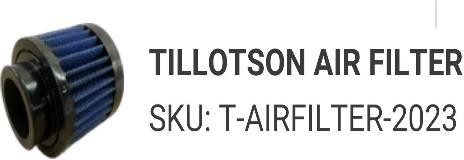 TILLOTSON AIR FILTER
SKU: T-AIRFILTER-2023